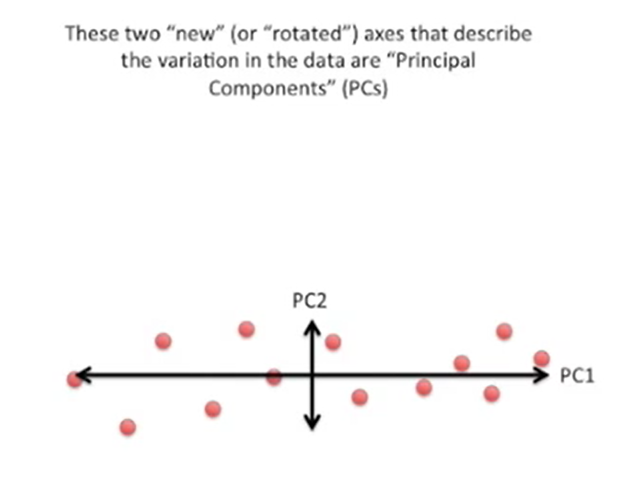 These two “new” (or “rotated”) axes that describe
the variation in the data are “Principal
Components” (PCs)
PC2
PC1